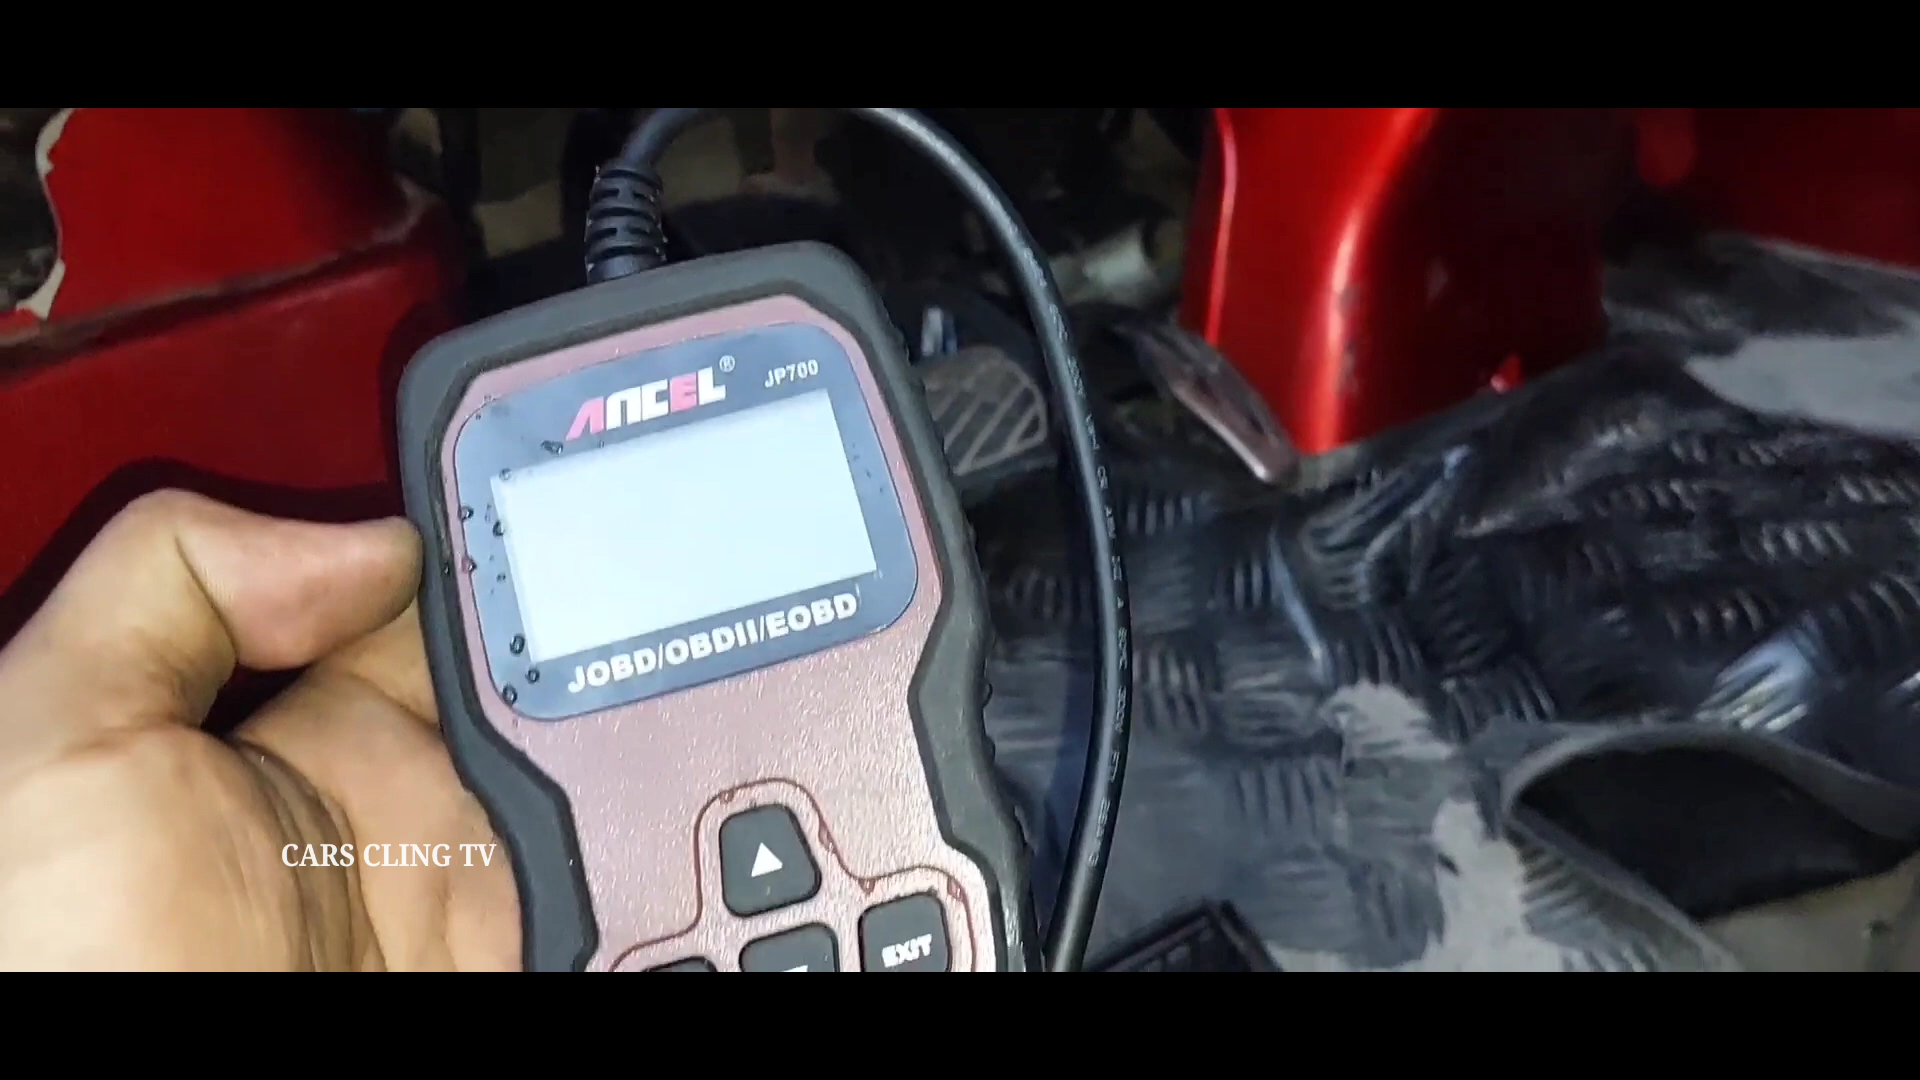 ANCEL®
JP700
JOBD/OBDII/EOBD
CARS CLING TV
EXIT